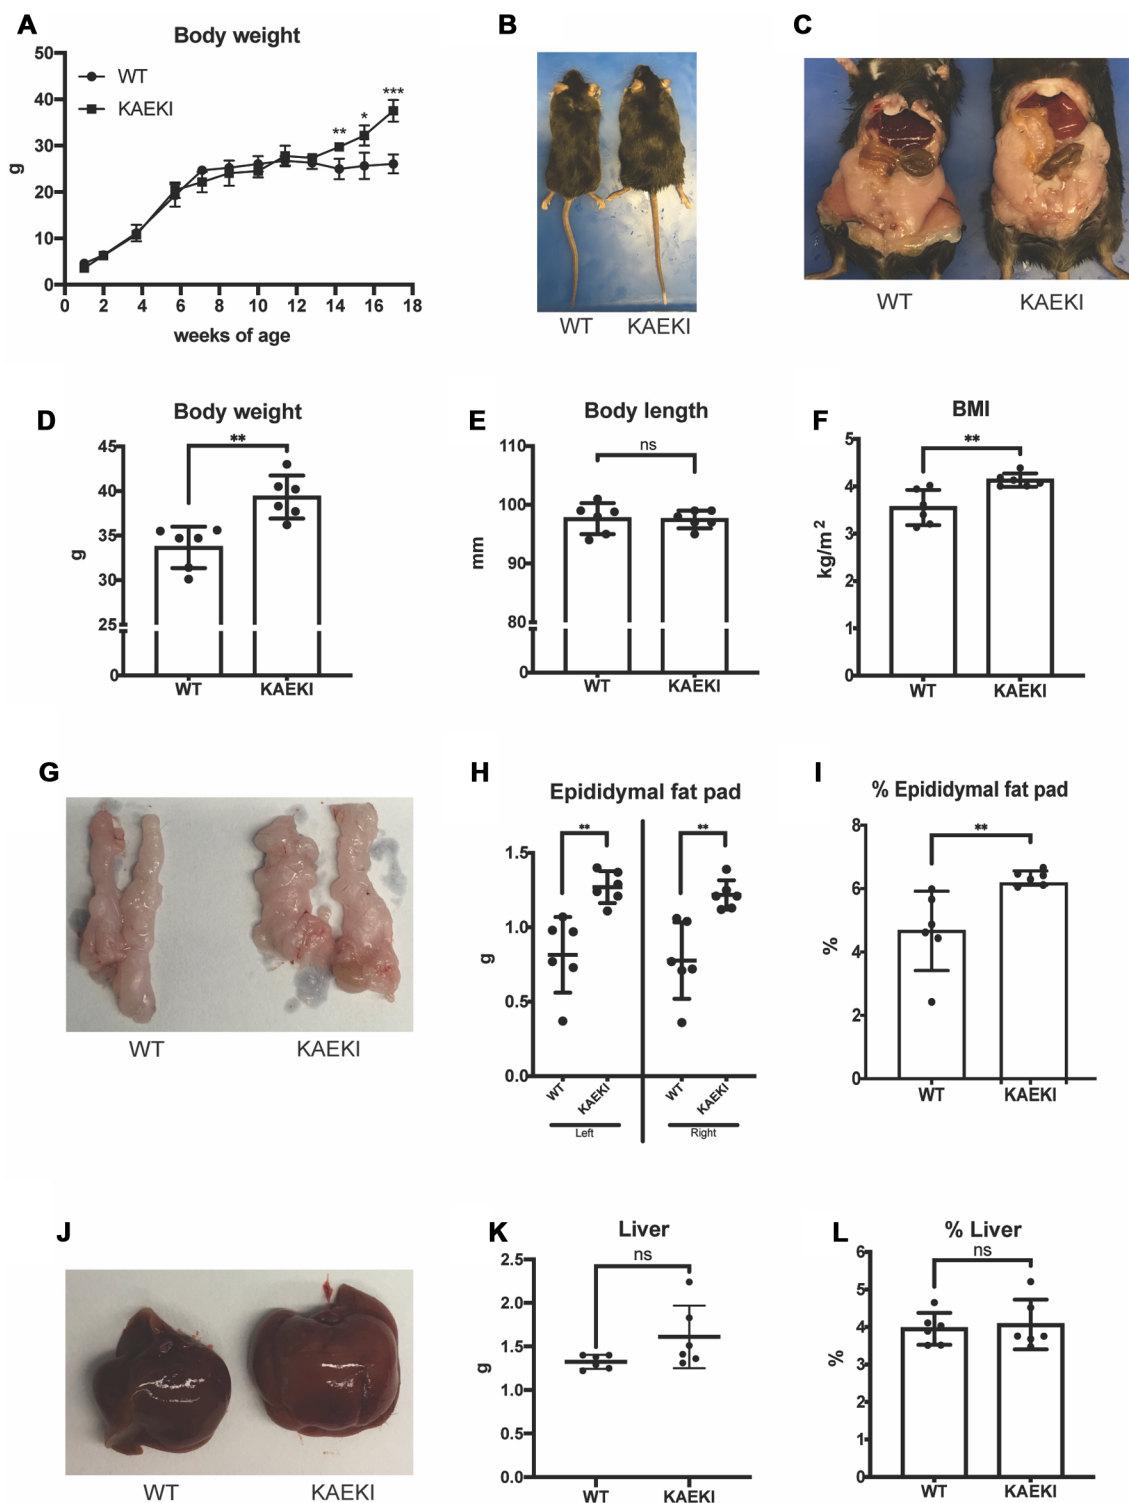 A
Body weight
50
40
30
20
10
0
g
WT
KAEKI
**
*
***
0 2 4 6 8 10 12 14 16 18
weeks of age
B
WT KAEKI
C
WT KAEKI
D
Body weight
**
45
40
35
30
25
0
g
WT KAEKI
E
Body length
ns
110
100
90
80
0
mm
WT KAEKI
F
BMI
**
5
4
3
2
1
0
kg/m2
WT KAEKI
G
WT KAEKI
H
Epididymal fat pad
** **
1.5
1.0
0.5
0.0
g
WT KAEKI WT KAEKI
Left Right
I
% Epididymal fat pad
**
8
6
4
2
0
%
WT KAEKI
J
WT KAEKI
K
Liver
ns
2.5
2.0
1.5
1.0
0.5
0.0
g
WT KAEKI
L
% Liver
ns
6
5
4
3
2
1
0
%
WT KAEKI